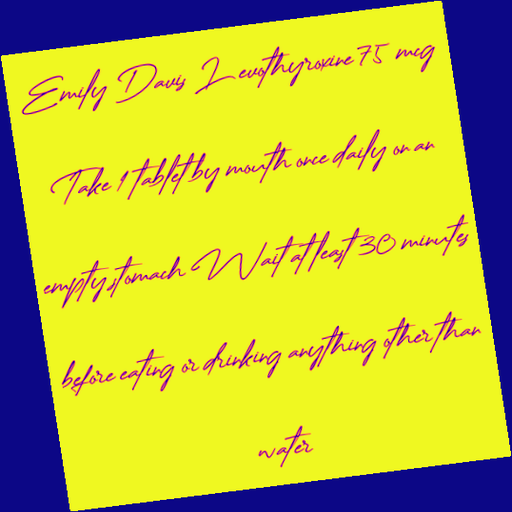 Emily Davis Levothyroxine 75 mcg
Take 1 tablet by mouth once daily on an
empty stomach Wait at least 30 minutes
before eating or drinking anything other than
water